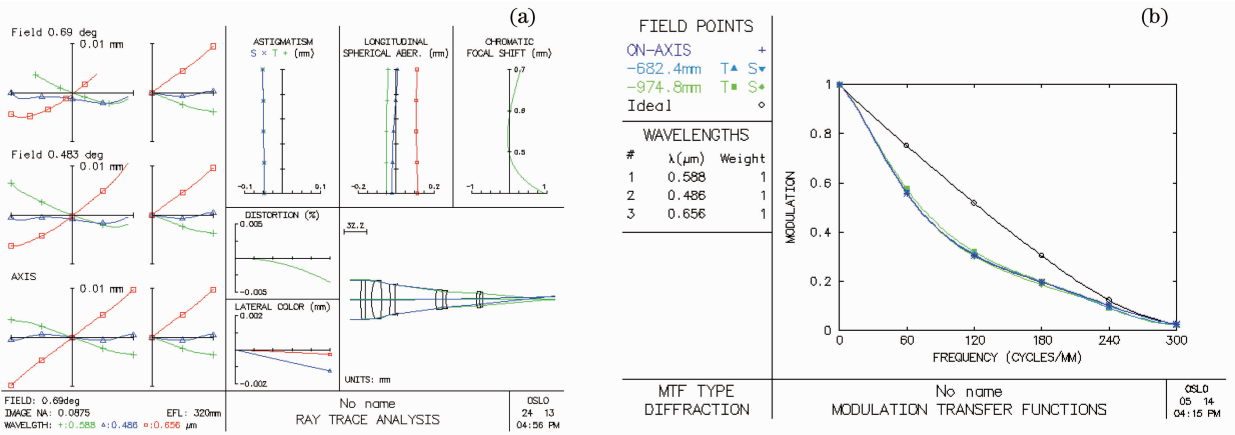 (a)
Field 0.69 deg
0.01 mm
ASTIGMATISM
S × T + (mm)
-0.1
0.1
LONGITUDINAL
SPHERICAL ABER. (mm)
-0.2
0.2
CHROMATIC
FOCAL SHIFT (mm)
0.7
0.6
0.5
-1
1
Field 0.483 deg
0.01 mm
DISTORTION (%)
0.005
-0.005
AXIS
0.01 mm
LATERAL COLOR (mm)
0.002
-0.002
UNITS: mm
FIELD: 0.69deg
IMAGE NA: 0.0875 EFL: 320mm
WAVELGTH: +:0.588 △:0.486 □:0.656 μm
No name
RAY TRACE ANALYSIS
OSLO
24 13
04:56 PM
(b)
FIELD POINTS
ON-AXIS +
-682.4mm T▲ S▼
-974.8mm T■ S◆
Ideal ○
WAVELENGTHS
# λ(μm) Weight
1 0.588 1
2 0.486 1
3 0.656 1
MODULATION
1
0.8
0.6
0.4
0.2
0
0 60 120 180 240 300
FREQUENCY (CYCLES/MM)
MTF TYPE
DIFFRACTION
No name
MODULATION TRANSFER FUNCTIONS
OSLO
05 14
04:15 PM